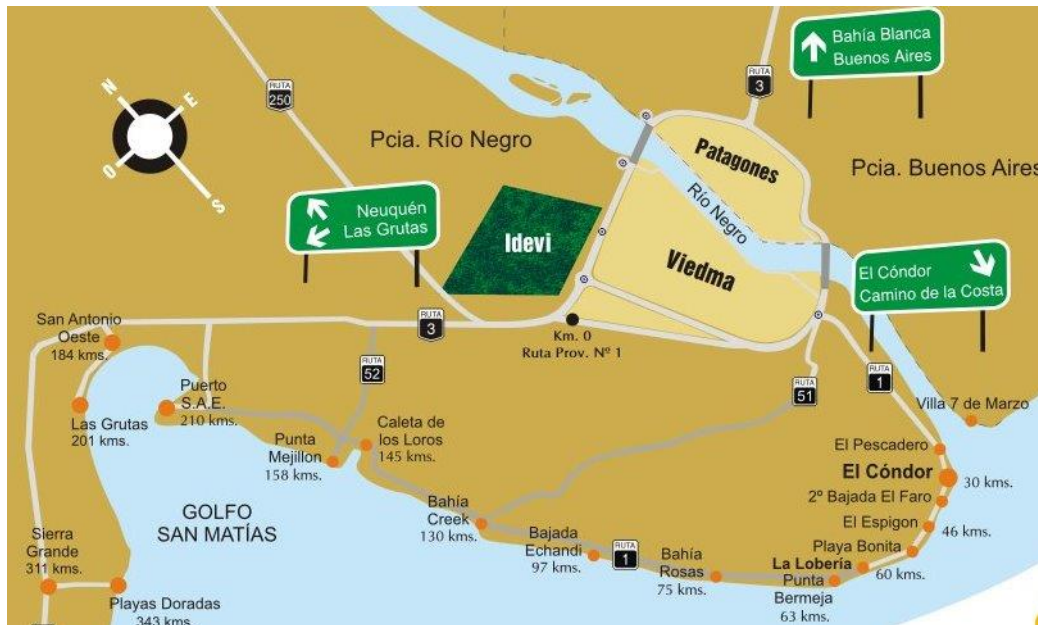 Bahía Blanca
Buenos Aires
RUTA
3
RUTA
250
N
E
O
S
Pcia. Río Negro
Patagones
Pcia. Buenos Aires
Río Negro
Neuquén
Las Grutas
Idevi
Viedma
El Cóndor
Camino de la Costa
San Antonio
Oeste
184 kms.
RUTA
3
Km. 0
Ruta Prov. Nº 1
RUTA
52
RUTA
51
RUTA
1
Puerto
S.A.E.
210 kms.
Las Grutas
201 kms.
Villa 7 de Marzo
Caleta de
los Loros
145 kms.
Punta
Mejillon
158 kms.
El Pescadero
El Cóndor
30 kms.
2º Bajada El Faro
GOLFO
SAN MATÍAS
Bahía
Creek
130 kms.
El Espigon
46 kms.
Sierra
Grande
311 kms.
Bajada
Echandi
97 kms.
RUTA
1
Bahía
Rosas
75 kms.
Playa Bonita
La Lobería
60 kms.
Punta
Bermeja
63 kms.
Playas Doradas
343 kms.